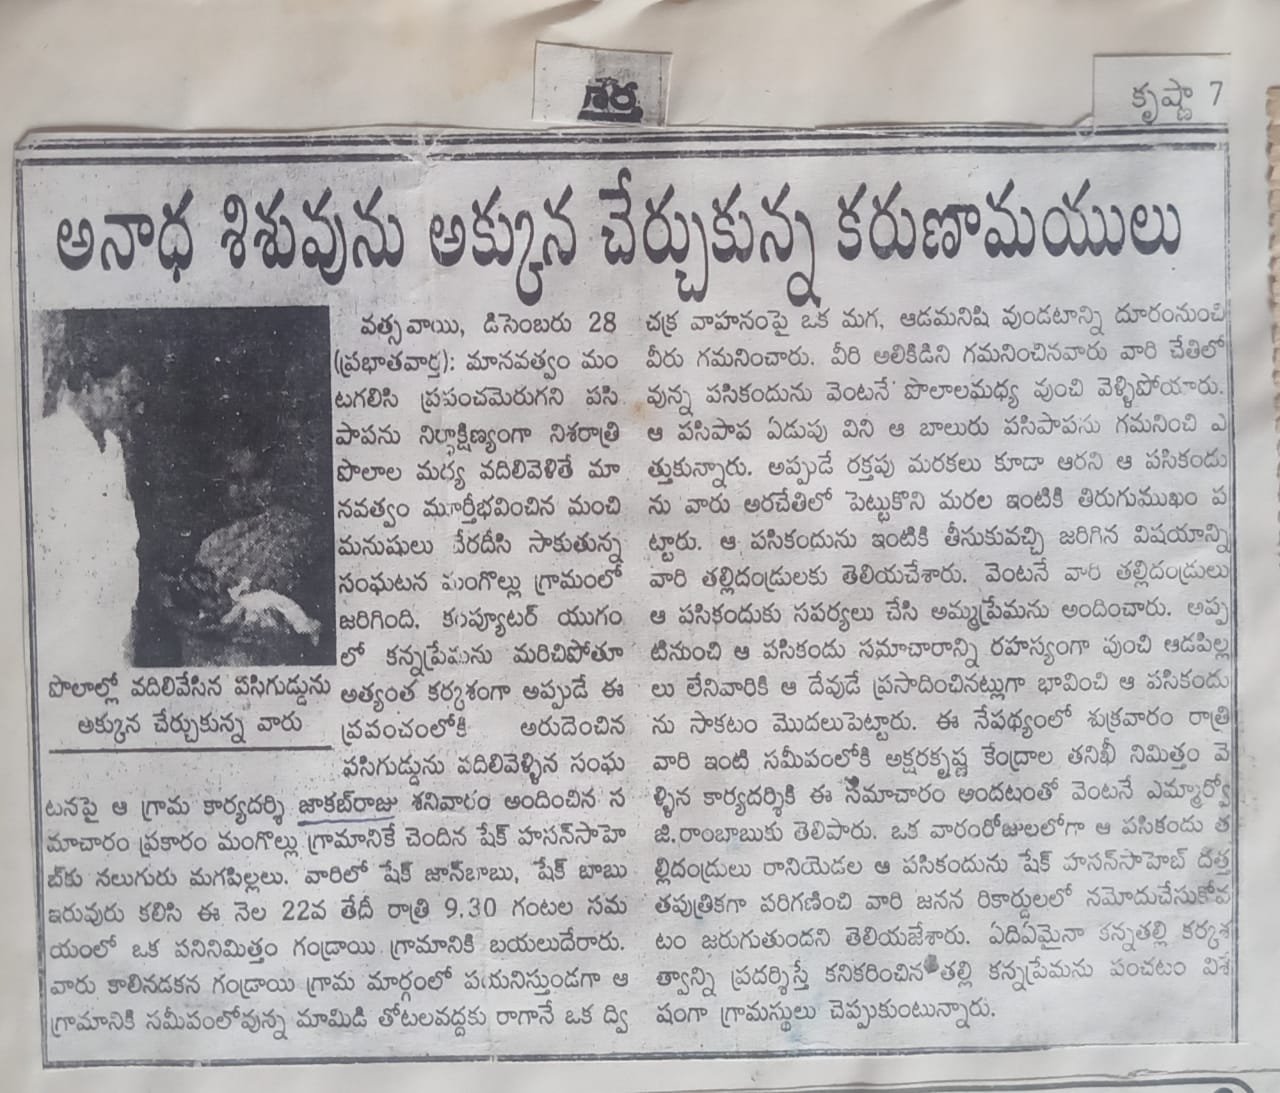 వార్త
కృష్ణా 7
అనాధ శిశువును అక్కున చేర్చుకున్న కరుణామయులు
పొలాల్లో వదిలివేసిన పసిగుడ్డును
అక్కున చేర్చుకున్న వారు
వత్సవాయి, డిసెంబరు 28
(ప్రభాతవార్త): మానవత్వం మం
టగలిసి ప్రపంచమెరుగని పసి
పాపను నిర్దాక్షిణ్యంగా నిశరాత్రి
పొలాల మధ్య వదిలివెళితే మా
నవత్వం మూర్తీభవించిన మంచి
మనుషులు చేరదీసి సాకుతున్న
సంఘటన మంగొల్లు గ్రామంలో
జరిగింది. కంప్యూటర్ యుగం
లో కన్నప్రేమను మరిచిపోతూ
అత్యంత కర్కశంగా అప్పుడే ఈ
ప్రపంచంలోకి అరుదెంచిన
పసిగుడ్డును వదిలివెళ్ళిన సంఘ
టనపై ఆ గ్రామ కార్యదర్శి జాకబ్‌రాజు శనివారం అందించిన స
మాచారం ప్రకారం మంగొల్లు గ్రామానికే చెందిన షేక్ హసన్‌సాహె
బ్‌కు నలుగురు మగపిల్లలు. వారిలో షేక్ జాన్‌బాబు, షేక్ బాబు
ఇరువురు కలిసి ఈ నెల 22వ తేదీ రాత్రి 9.30 గంటల సమ
యంలో ఒక పనినిమిత్తం గండ్రాయి గ్రామానికి బయలుదేరారు.
వారు కాలినడకన గండ్రాయి గ్రామ మార్గంలో పయనిస్తుండగా ఆ
గ్రామానికి సమీపంలోవున్న మామిడి తోటలవద్దకు రాగానే ఒక ద్వి
చక్ర వాహనంపై ఒక మగ, ఆడమనిషి వుండటాన్ని దూరంనుంచి
వీరు గమనించారు. వీరి అలికిడిని గమనించినవారు వారి చేతిలో
వున్న పసికందును వెంటనే పొలాలమధ్య వుంచి వెళ్ళిపోయారు.
ఆ పసిపాప ఏడుపు విని ఆ బాలురు పసిపాపను గమనించి ఎ
త్తుకున్నారు. అప్పుడే రక్తపు మరకలు కూడా ఆరని ఆ పసికందు
ను వారు అరచేతిలో పెట్టుకొని మరల ఇంటికి తిరుగుముఖం ప
ట్టారు. ఆ పసికందును ఇంటికి తీసుకువచ్చి జరిగిన విషయాన్ని
వారి తల్లిదండ్రులకు తెలియచేశారు. వెంటనే వారి తల్లిదండ్రులు
ఆ పసికందుకు సపర్యలు చేసి అమ్మప్రేమను అందించారు. అప్ప
టినుంచి ఆ పసికందు సమాచారాన్ని రహస్యంగా వుంచి ఆడపిల్ల
లు లేనివారికి ఆ దేవుడే ప్రసాదించినట్లుగా భావించి ఆ పసికందు
ను సాకటం మొదలుపెట్టారు. ఈ నేపథ్యంలో శుక్రవారం రాత్రి
వారి ఇంటి సమీపంలోకి అక్షరకృష్ణ కేంద్రాల తనిఖీ నిమిత్తం వె
ళ్ళిన కార్యదర్శికి ఈ సమాచారం అందటంతో వెంటనే ఎమ్మార్వో
జి.రాంబాబుకు తెలిపారు. ఒక వారంరోజులలోగా ఆ పసికందు త
ల్లిదండ్రులు రానియెడల ఆ పసికందును షేక్ హసన్‌సాహెబ్ దత్త
తపుత్రికగా పరిగణించి వారి జనన రికార్డులలో నమోదుచేసుకోవ
టం జరుగుతుందని తెలియజేశారు. ఏదిఏమైనా కన్నతల్లి కర్కశ
త్వాన్ని ప్రదర్శిస్తే కనికరించిన తల్లి కన్నప్రేమను పంచటం విశే
షంగా గ్రామస్థులు చెప్పుకుంటున్నారు.